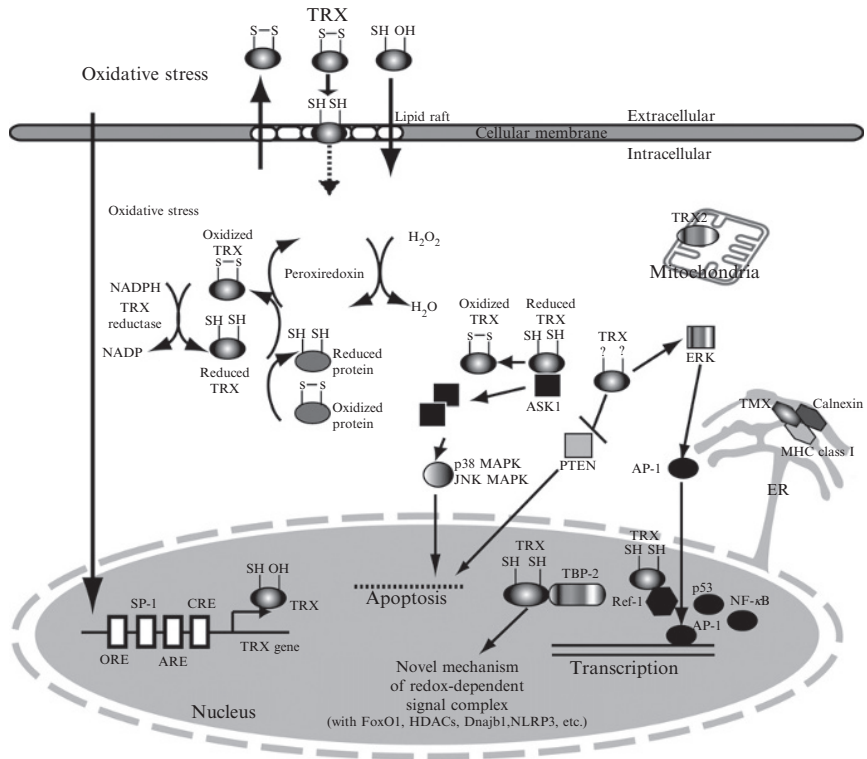 S–S
TRX
S–S
SH OH
Oxidative stress
SH SH
Lipid raft
Extracellular
Cellular membrane
Intracellular
Oxidative stress
Oxidized
TRX
S–S
Peroxiredoxin
H₂O₂
H₂O
NADPH
TRX
reductase
NADP
SH SH
Reduced
TRX
SH SH
Reduced
protein
S–S
Oxidized
protein
TRX2
Mitochondria
Oxidized
TRX
S–S
Reduced
TRX
SH SH
ASK1
TRX
? ?
ERK
PTEN
p38 MAPK
JNK MAPK
AP-1
TMX
Calnexin
MHC class I
ER
Apoptosis
SH OH
TRX
SP-1
CRE
ORE
ARE
TRX gene
TRX
SH SH
TBP-2
TRX
SH SH
Ref-1
p53
NF-κB
AP-1
Transcription
Novel mechanism
of redox-dependent
signal complex
(with FoxO1, HDACs, Dnajb1,NLRP3, etc.)
Nucleus